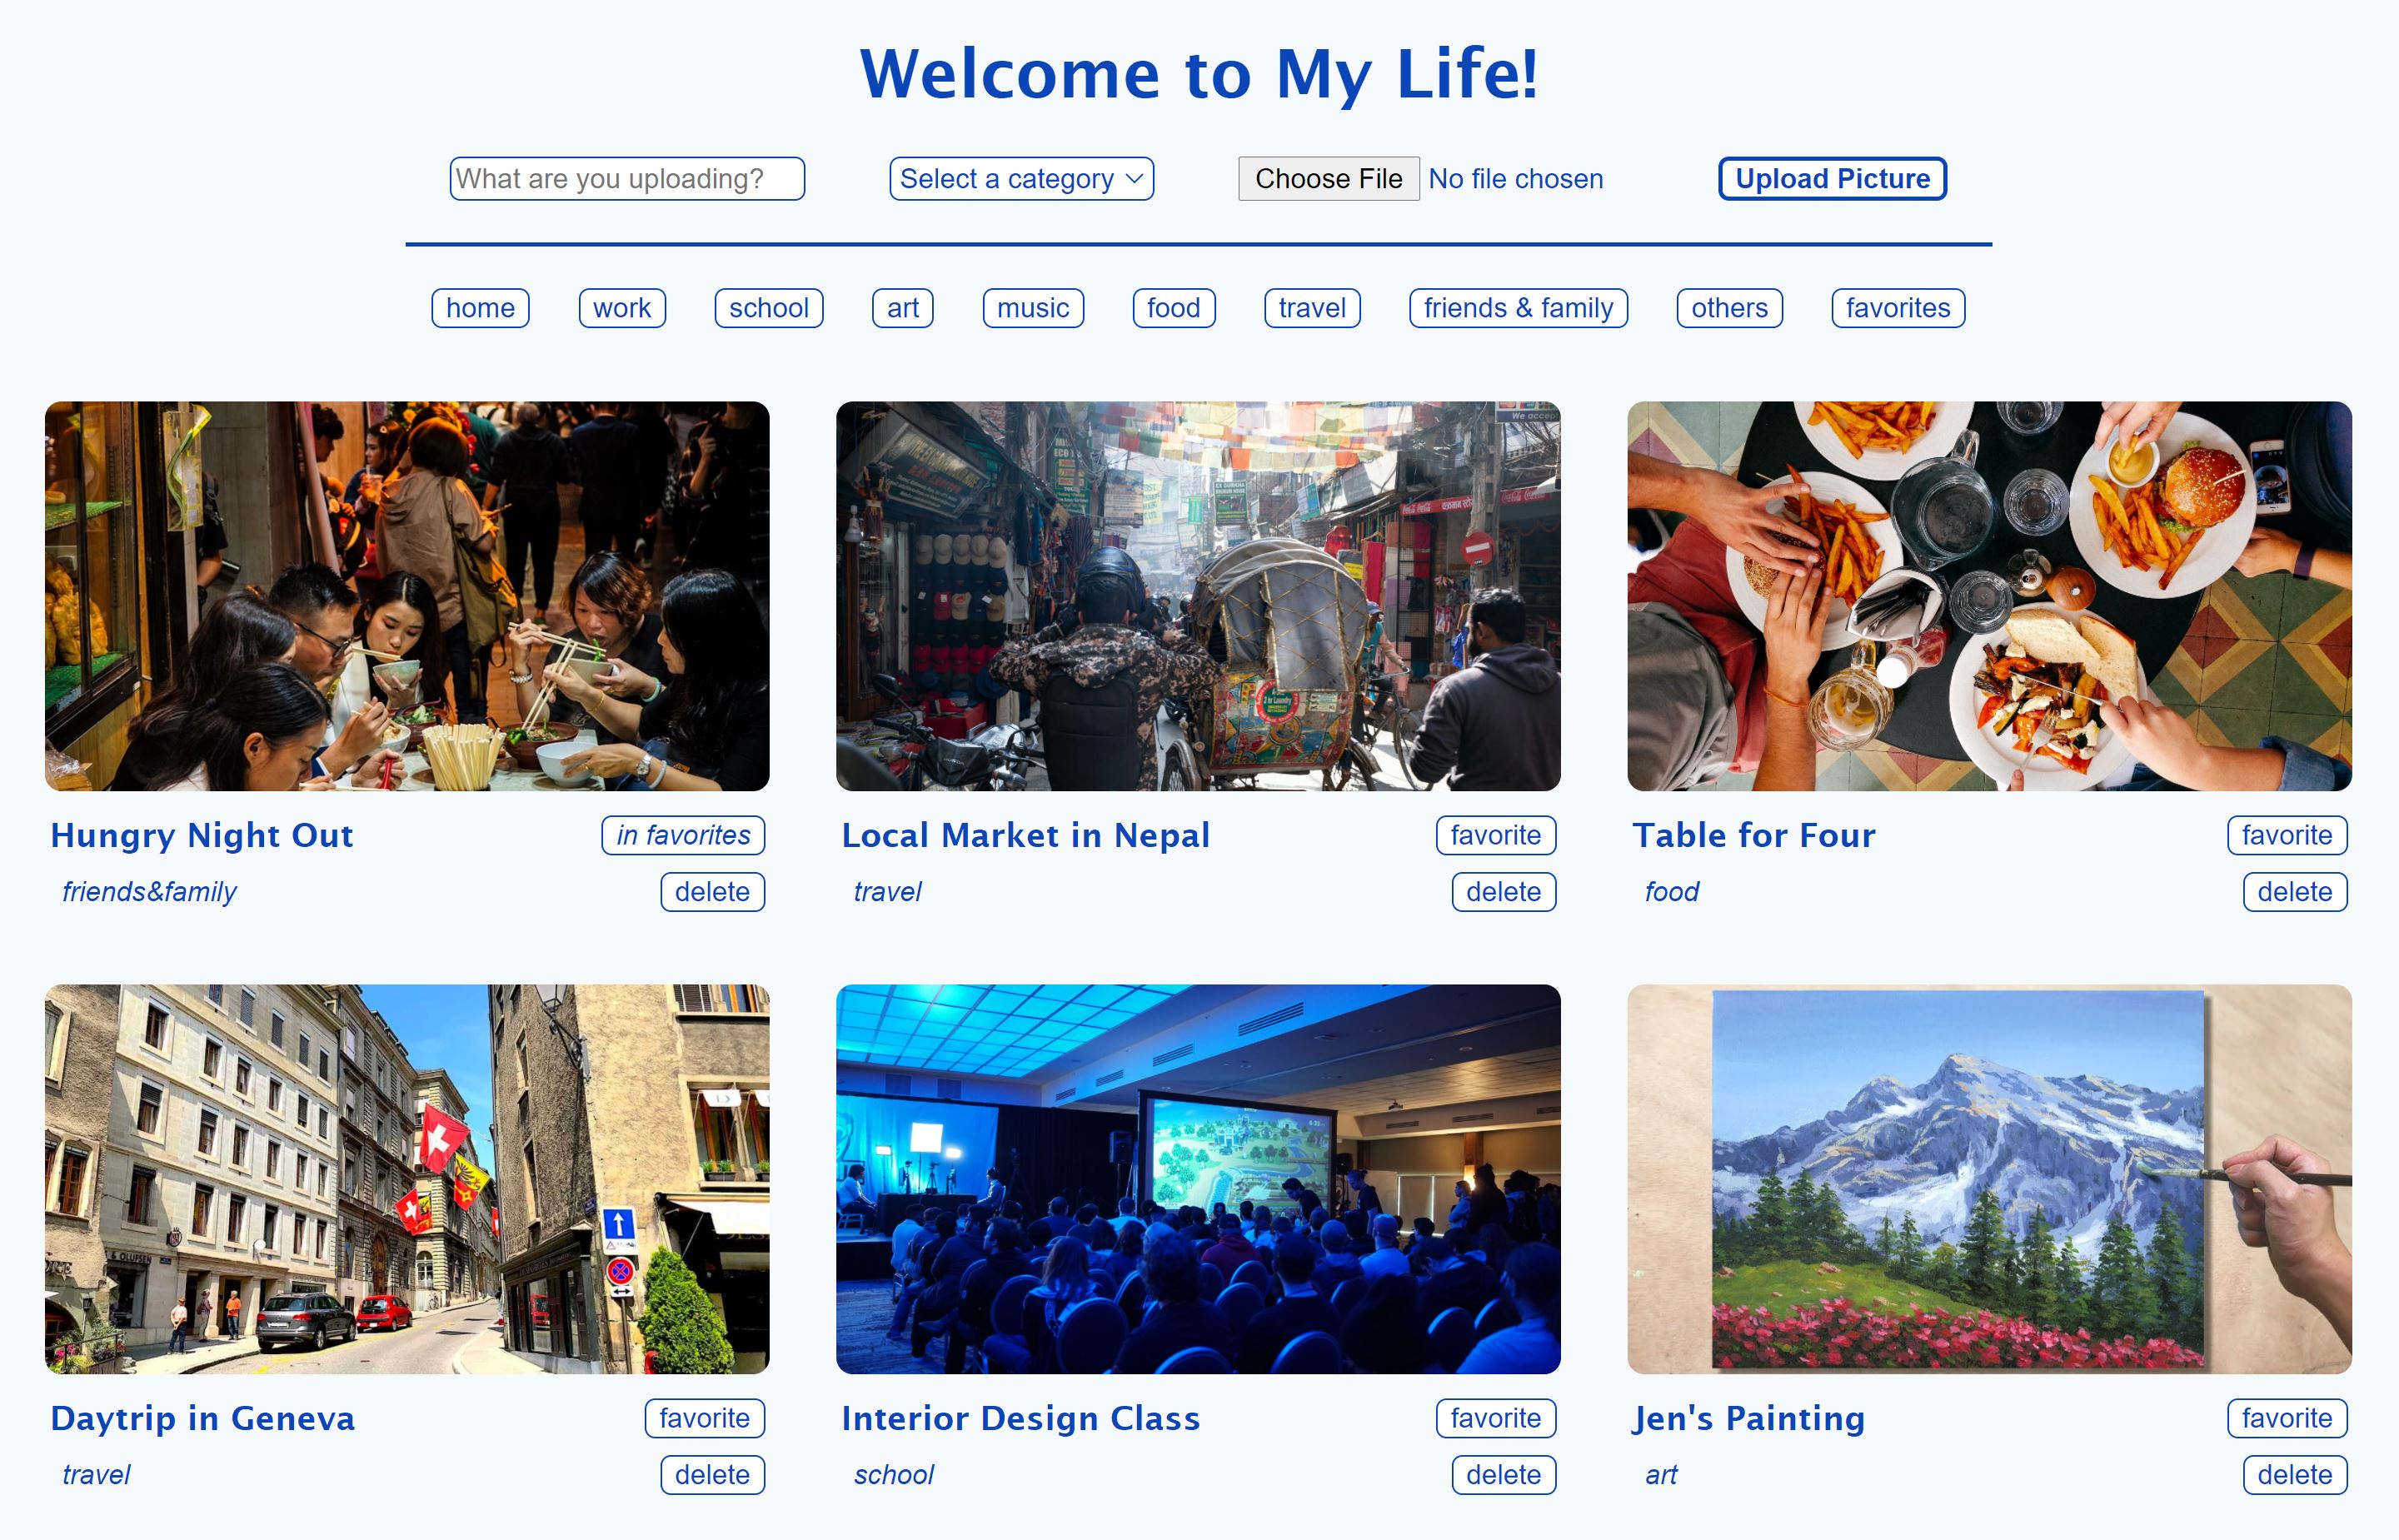 Welcome to My Life!
What are you uploading?
Select a category
Choose File No file chosen
Upload Picture
home
work
school
art
music
food
travel
friends & family
others
favorites
We accept
Hungry Night Out
in favorites
friends&family
delete
Local Market in Nepal
favorite
travel
delete
Table for Four
favorite
food
delete
& OLUFSEN
Daytrip in Geneva
favorite
travel
delete
Interior Design Class
favorite
school
delete
Jen's Painting
favorite
art
delete